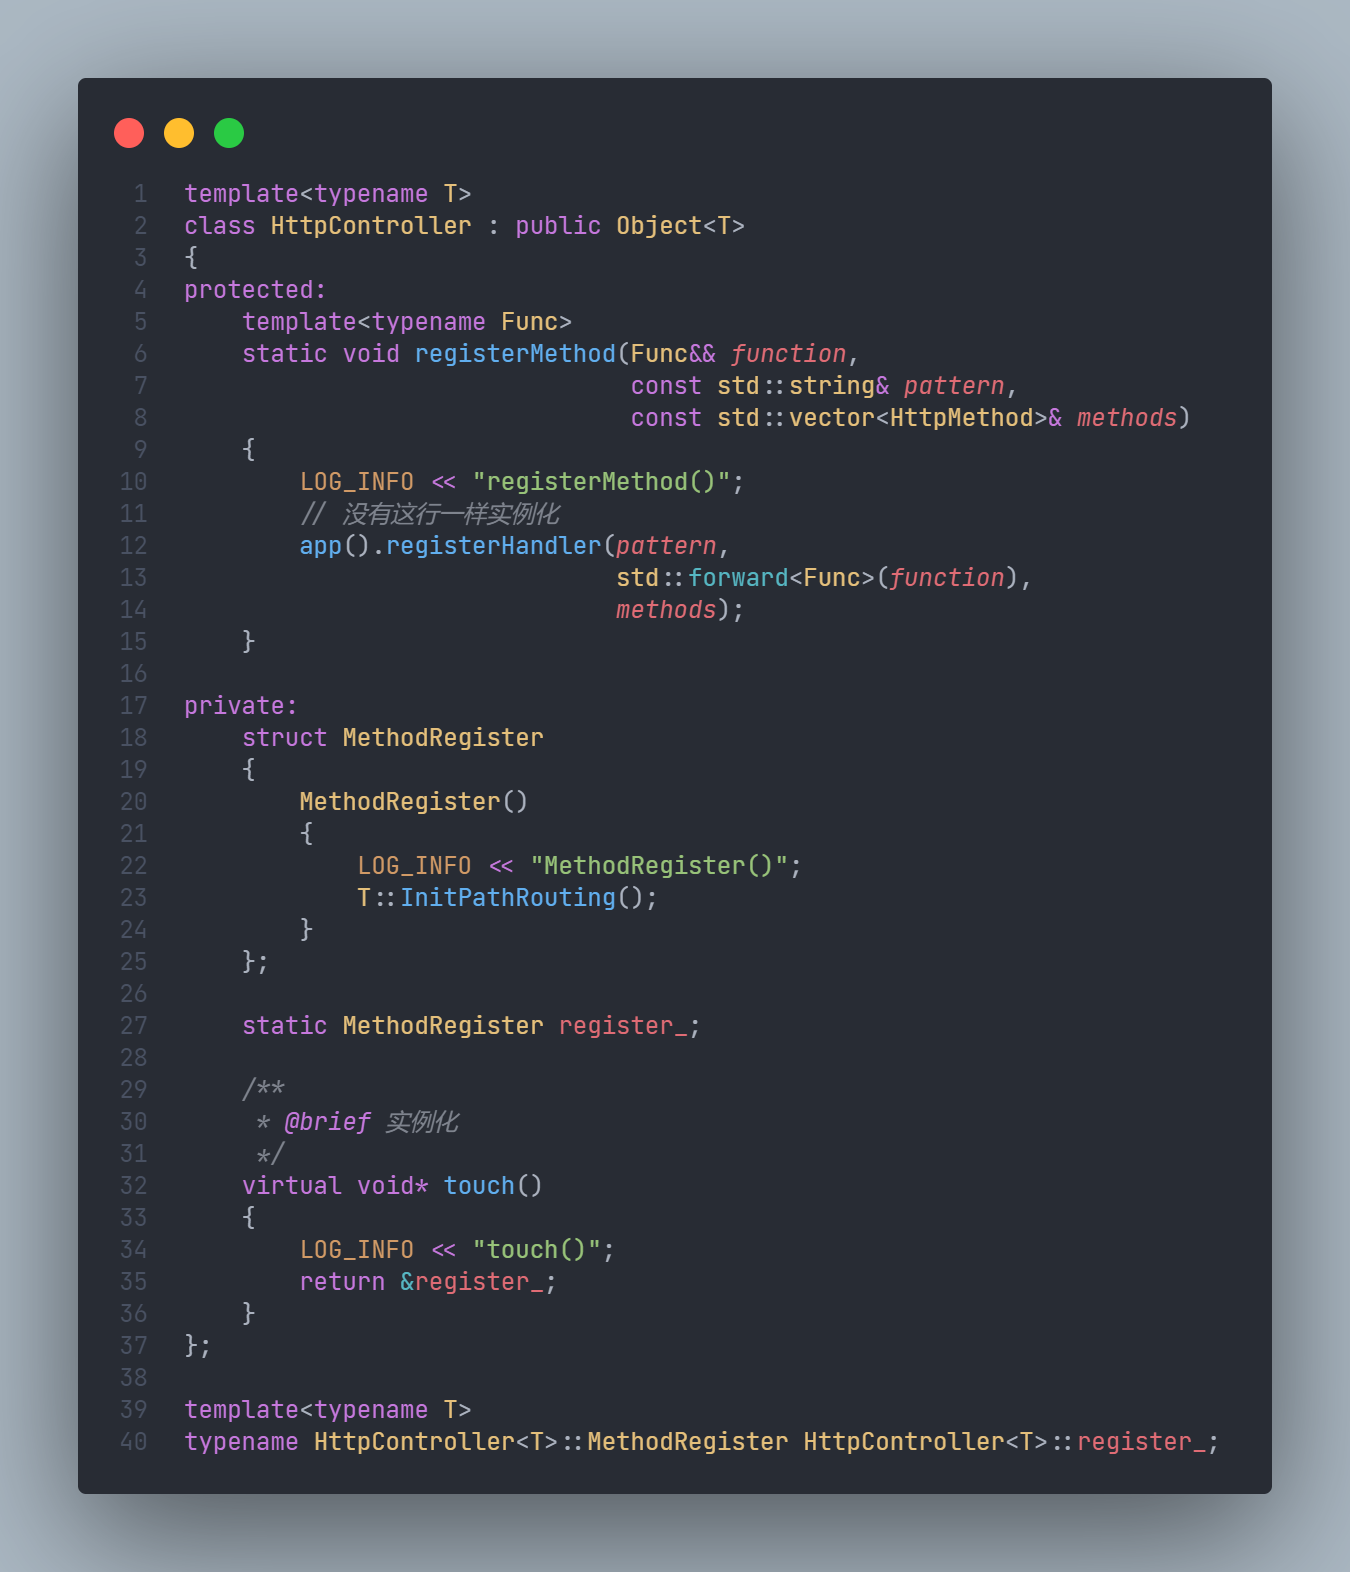 1 template<typename T>
2 class HttpController : public Object<T>
3 {
4 protected:
5     template<typename Func>
6     static void registerMethod(Func&& function,
7                                const std::string& pattern,
8                                const std::vector<HttpMethod>& methods)
9     {
10         LOG_INFO << "registerMethod()";
11         // 没有这行一样实例化
12         app().registerHandler(pattern,
13                               std::forward<Func>(function),
14                               methods);
15     }
16
17 private:
18     struct MethodRegister
19     {
20         MethodRegister()
21         {
22             LOG_INFO << "MethodRegister()";
23             T::InitPathRouting();
24         }
25     };
26
27     static MethodRegister register_;
28
29     /**
30      * @brief 实例化
31      */
32     virtual void* touch()
33     {
34         LOG_INFO << "touch()";
35         return &register_;
36     }
37 };
38
39 template<typename T>
40 typename HttpController<T>::MethodRegister HttpController<T>::register_;